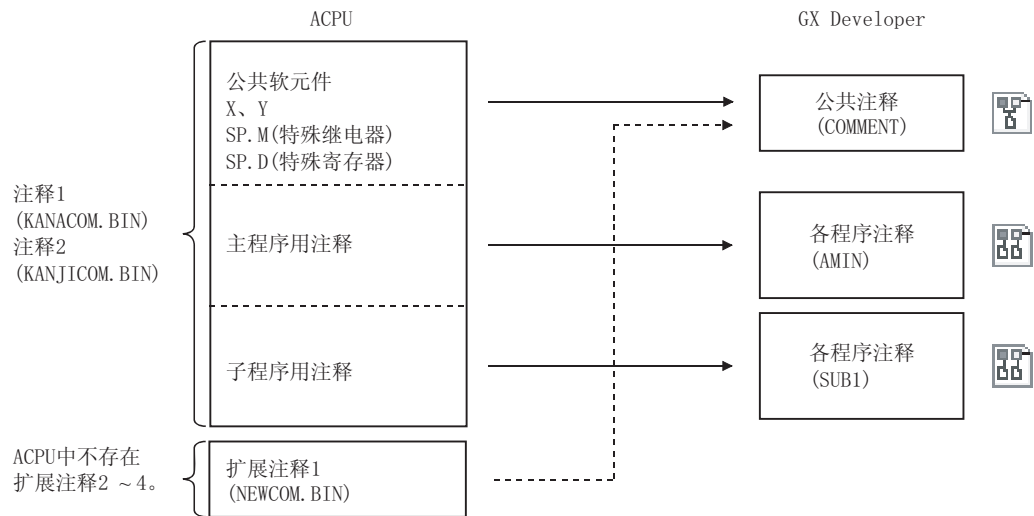 ACPU
GX Developer
公共软元件
X、Y
SP.M(特殊继电器)
SP.D(特殊寄存器)
公共注释
(COMMENT)
注释1
(KANACOM.BIN)
注释2
(KANJICOM.BIN)
主程序用注释
各程序注释
(AMIN)
子程序用注释
各程序注释
(SUB1)
ACPU中不存在
扩展注释2 ~4。
扩展注释1
(NEWCOM.BIN)